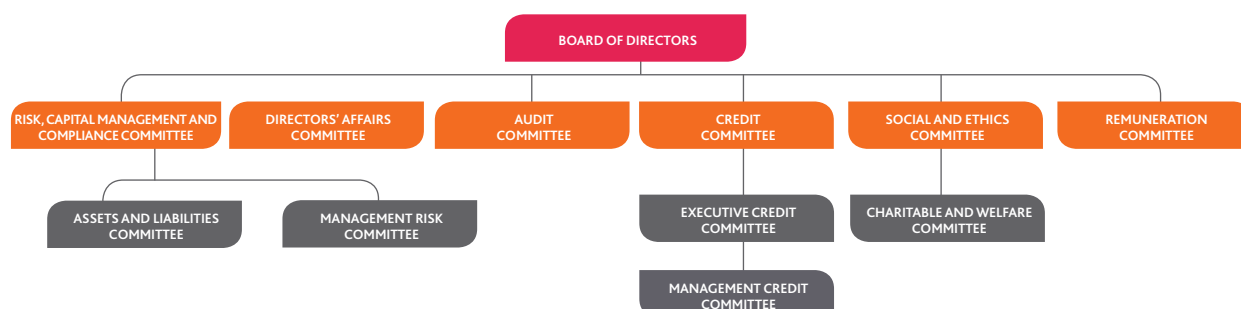 BOARD OF DIRECTORS
RISK, CAPITAL MANAGEMENT AND
COMPLIANCE COMMITTEE
DIRECTORS' AFFAIRS
COMMITTEE
AUDIT
COMMITTEE
CREDIT
COMMITTEE
SOCIAL AND ETHICS
COMMITTEE
REMUNERATION
COMMITTEE
ASSETS AND LIABILITIES
COMMITTEE
MANAGEMENT RISK
COMMITTEE
EXECUTIVE CREDIT
COMMITTEE
CHARITABLE AND WELFARE
COMMITTEE
MANAGEMENT CREDIT
COMMITTEE